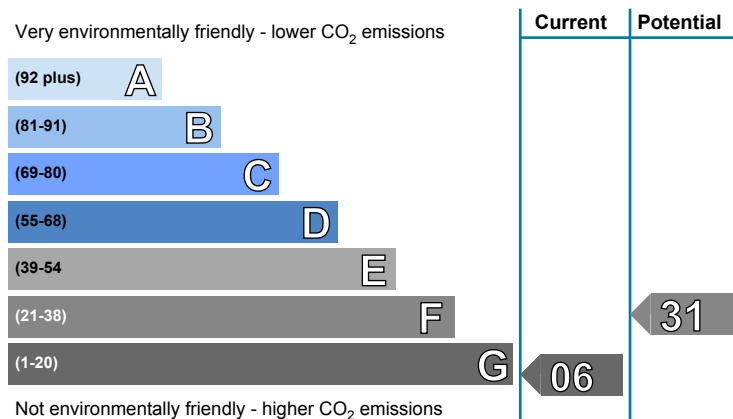 Very environmentally friendly - lower CO2 emissions
Current
Potential
(92 plus) A
(81-91) B
(69-80) C
(55-68) D
(39-54 E
(21-38) F
31
(1-20) G
06
Not environmentally friendly - higher CO2 emissions